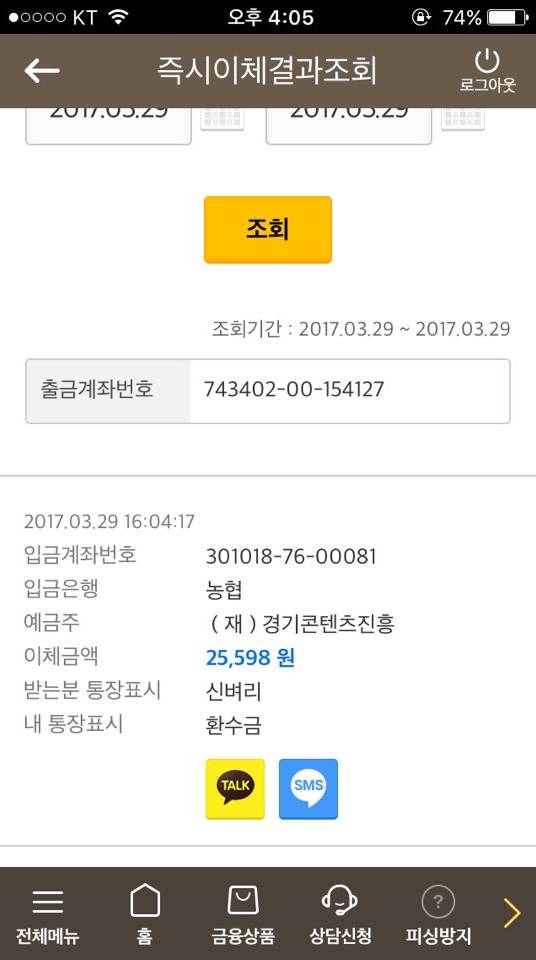 KT 오후 4:05 74%
즉시이체결과조회
로그아웃
2017.03.29 2017.03.29
조회
조회기간 : 2017.03.29 ~ 2017.03.29
출금계좌번호 743402-00-154127
2017.03.29 16:04:17
입금계좌번호 301018-76-00081
입금은행 농협
예금주 ( 재 ) 경기콘텐츠진흥
이체금액 25,598 원
받는분 통장표시 신벼리
내 통장표시 환수금
TALK SMS
전체메뉴 홈 금융상품 상담신청 ? 피싱방지